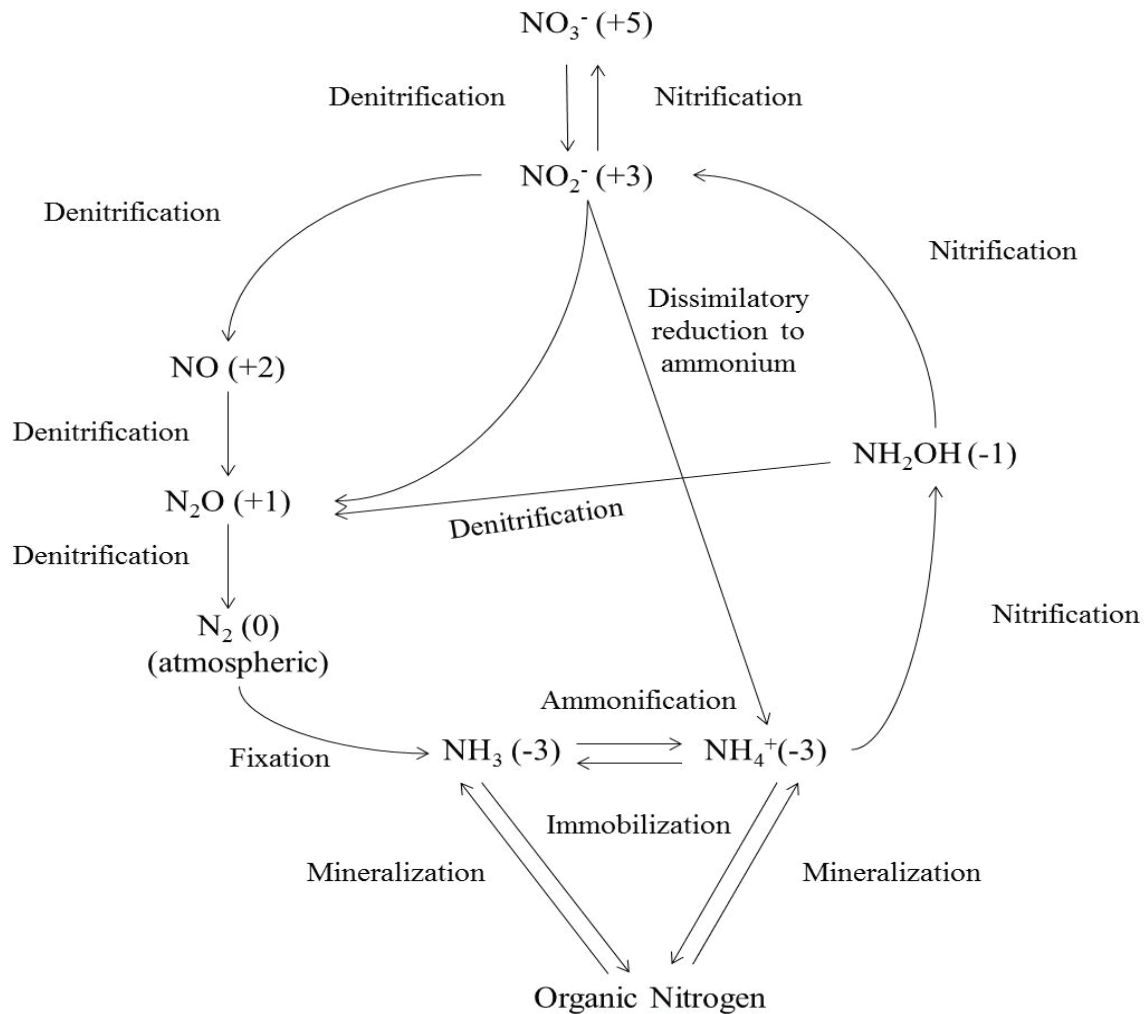 NO₃⁻ (+5)
Denitrification
Nitrification
NO₂⁻ (+3)
Denitrification
Nitrification
Dissimilatory
reduction to
ammonium
NO (+2)
Denitrification
NH₂OH (-1)
N₂O (+1)
Denitrification
Denitrification
N₂ (0)
(atmospheric)
Nitrification
Ammonification
Fixation
NH₃ (-3)
NH₄⁺(-3)
Immobilization
Mineralization
Mineralization
Organic Nitrogen